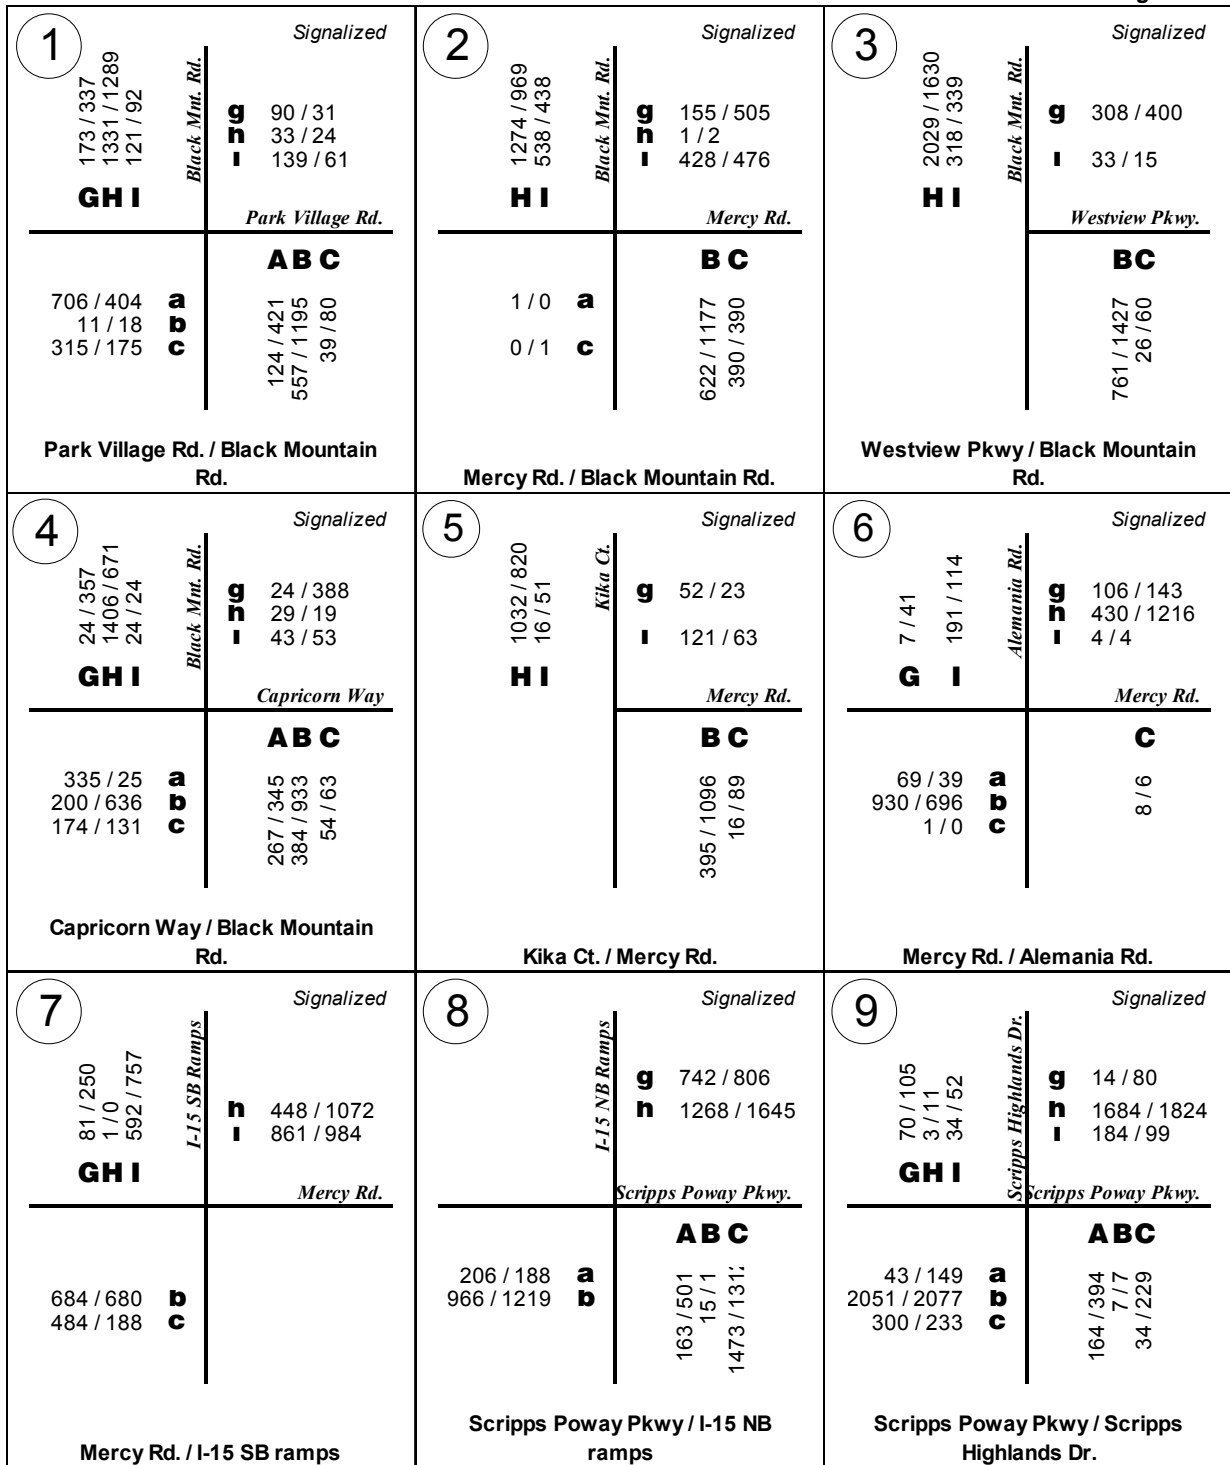 1
Signalized
173 / 337
1331 / 1289
121 / 92
Black Mnt. Rd.
g 90 / 31
h 33 / 24
I 139 / 61
GH I
Park Village Rd.
A B C
706 / 404 a
11 / 18 b
315 / 175 c
124 / 421
557 / 1195
39 / 80
Park Village Rd. / Black Mountain
Rd.
2
Signalized
1274 / 969
538 / 438
Black Mnt. Rd.
g 155 / 505
h 1 / 2
I 428 / 476
H I
Mercy Rd.
B C
1 / 0 a
0 / 1 c
622 / 1177
390 / 390
Mercy Rd. / Black Mountain Rd.
3
Signalized
2029 / 1630
318 / 339
Black Mnt. Rd.
g 308 / 400
I 33 / 15
H I
Westview Pkwy.
BC
761 / 1427
26 / 60
Westview Pkwy / Black Mountain
Rd.
4
Signalized
24 / 357
1406 / 671
24 / 24
Black Mnt. Rd.
g 24 / 388
h 29 / 19
I 43 / 53
GH I
Capricorn Way
A B C
335 / 25 a
200 / 636 b
174 / 131 c
267 / 345
384 / 933
54 / 63
Capricorn Way / Black Mountain
Rd.
5
Signalized
1032 / 820
16 / 51
Kika Ct.
g 52 / 23
I 121 / 63
H I
Mercy Rd.
B C
395 / 1096
16 / 89
Kika Ct. / Mercy Rd.
6
Signalized
7 / 41
191 / 114
Alemania Rd.
g 106 / 143
h 430 / 1216
I 4 / 4
G I
Mercy Rd.
C
69 / 39 a
930 / 696 b
1 / 0 c
8 / 6
Mercy Rd. / Alemania Rd.
7
Signalized
81 / 250
1 / 0
592 / 757
I-15 SB Ramps
h 448 / 1072
I 861 / 984
GH I
Mercy Rd.
684 / 680 b
484 / 188 c
Mercy Rd. / I-15 SB ramps
8
Signalized
I-15 NB Ramps
g 742 / 806
h 1268 / 1645
Scripps Poway Pkwy.
A B C
206 / 188 a
966 / 1219 b
163 / 501
15 / 1
1473 /
Scripps Poway Pkwy / I-15 NB
ramps
9
Signalized
70 / 105
3 / 11
34 / 52
Scripps Highlands Dr.
g 14 / 80
h 1684 / 1824
I 184 / 99
GH I
Scripps Poway Pkwy.
A BC
43 / 149 a
2051 / 2077 b
300 / 233 c
164 / 394
7 / 7
34 / 229
Scripps Poway Pkwy / Scripps
Highlands Dr.